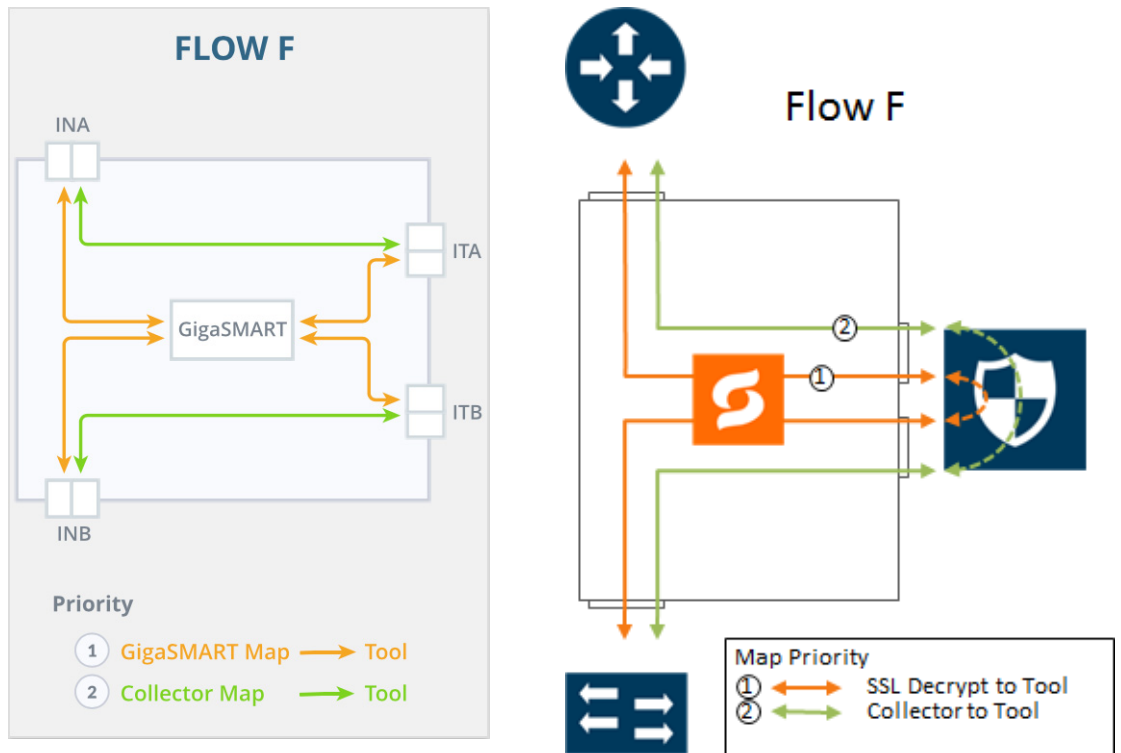 FLOW F
INA
ITA
GigaSMART
ITB
INB
Priority
1 GigaSMART Map Tool
2 Collector Map Tool
Flow F
2
1
Map Priority
1 SSL Decrypt to Tool
2 Collector to Tool